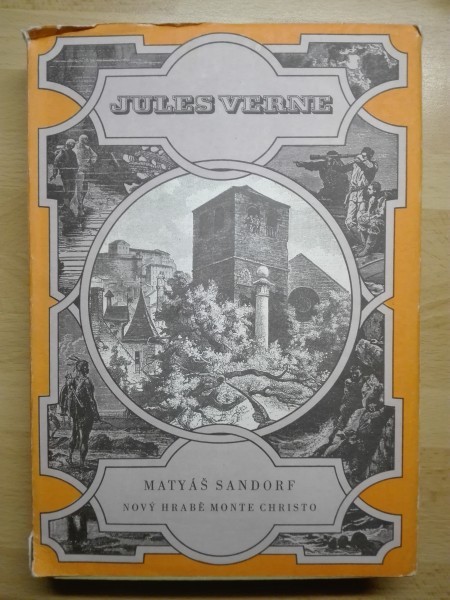 JULES VERNE
MATYÁŠ SANDORF
NOVÝ HRABĚ MONTE CHRISTO